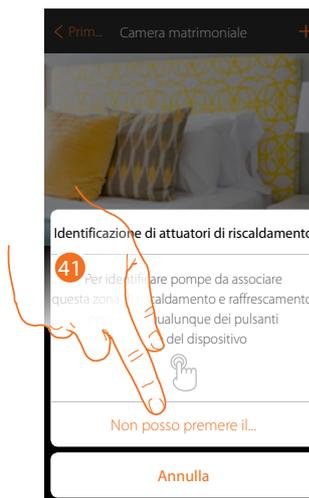 < Prim... Camera matrimoniale +
Identificazione di attuatori di riscaldamento
41
Per identificare pompe da associare
questa zona caldamento e raffrescamento
ualunque dei pulsanti
del dispositivo
Non posso premere il...
Annulla